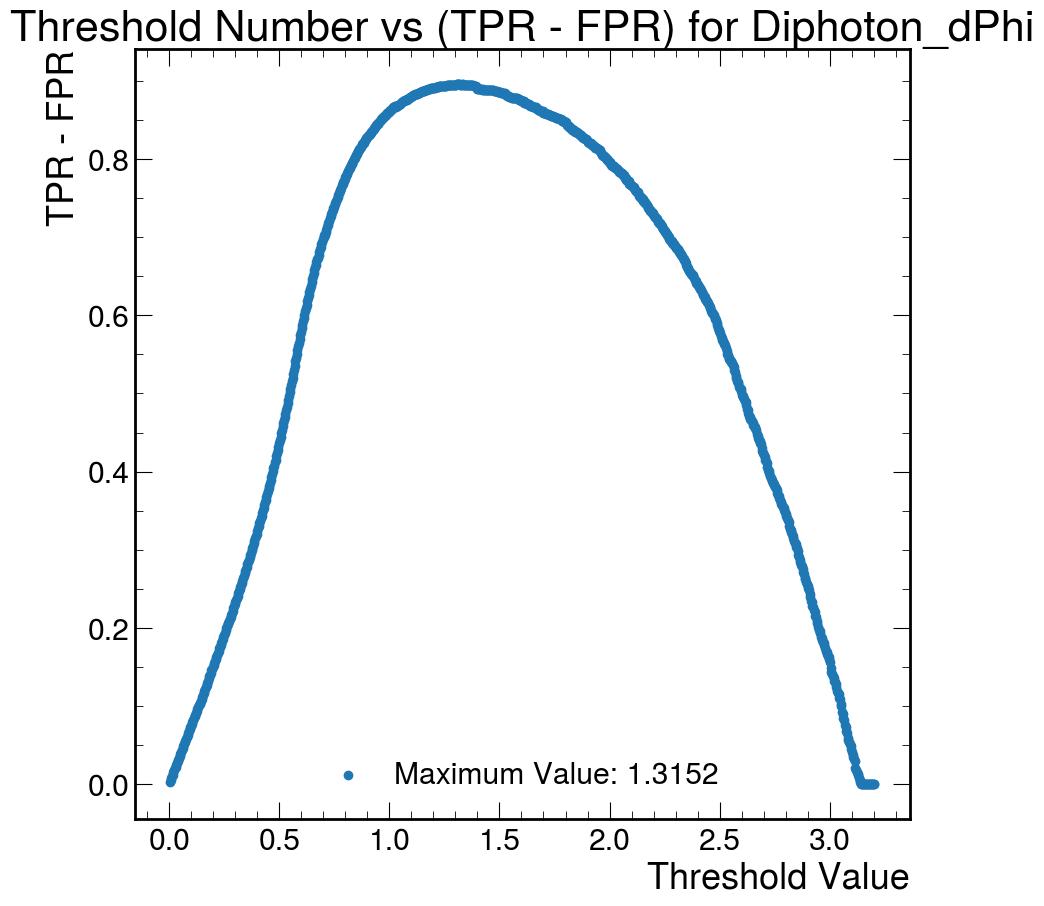 Threshold Number vs (TPR - FPR) for Diphoton_dPhi
TPR - FPR
0.8
0.6
0.4
0.2
0.0
Maximum Value: 1.3152
0.0 0.5 1.0 1.5 2.0 2.5 3.0
Threshold Value